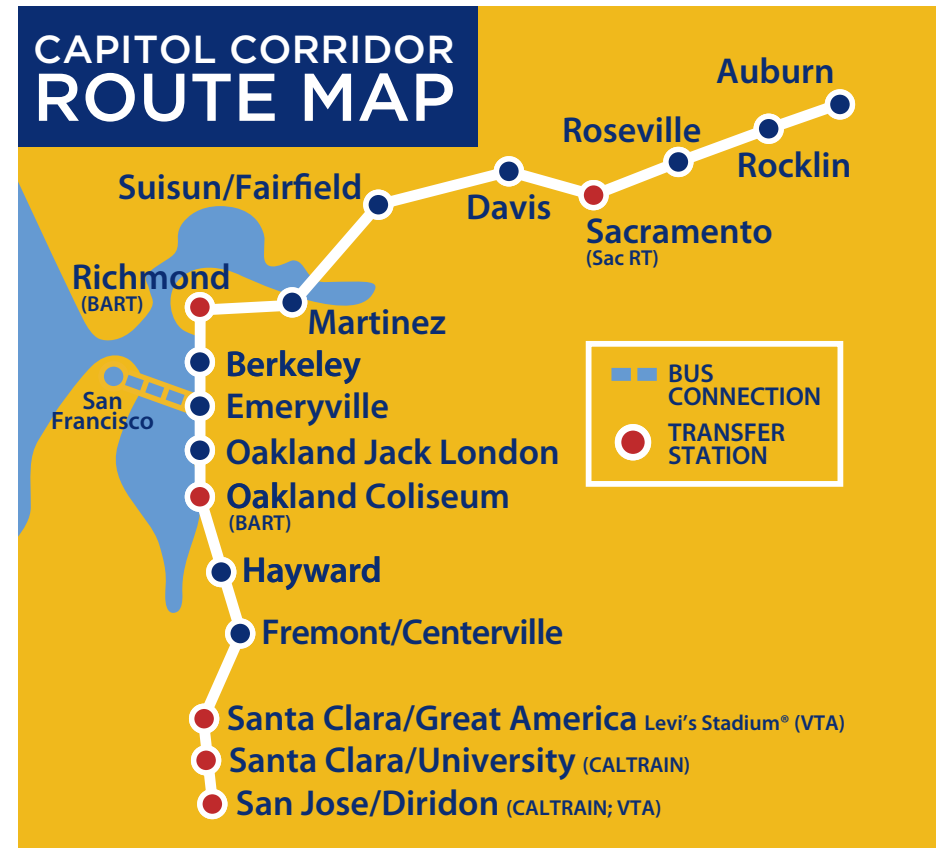 CAPITOL CORRIDOR
ROUTE MAP
Auburn
Roseville
Rocklin
Suisun/Fairfield
Davis
Sacramento
(Sac RT)
Richmond
(BART)
Martinez
Berkeley
San
Francisco
Emeryville
Oakland Jack London
Oakland Coliseum
(BART)
Hayward
Fremont/Centerville
Santa Clara/Great America Levi's Stadium® (VTA)
Santa Clara/University (CALTRAIN)
San Jose/Diridon (CALTRAIN; VTA)
BUS
CONNECTION
TRANSFER
STATION